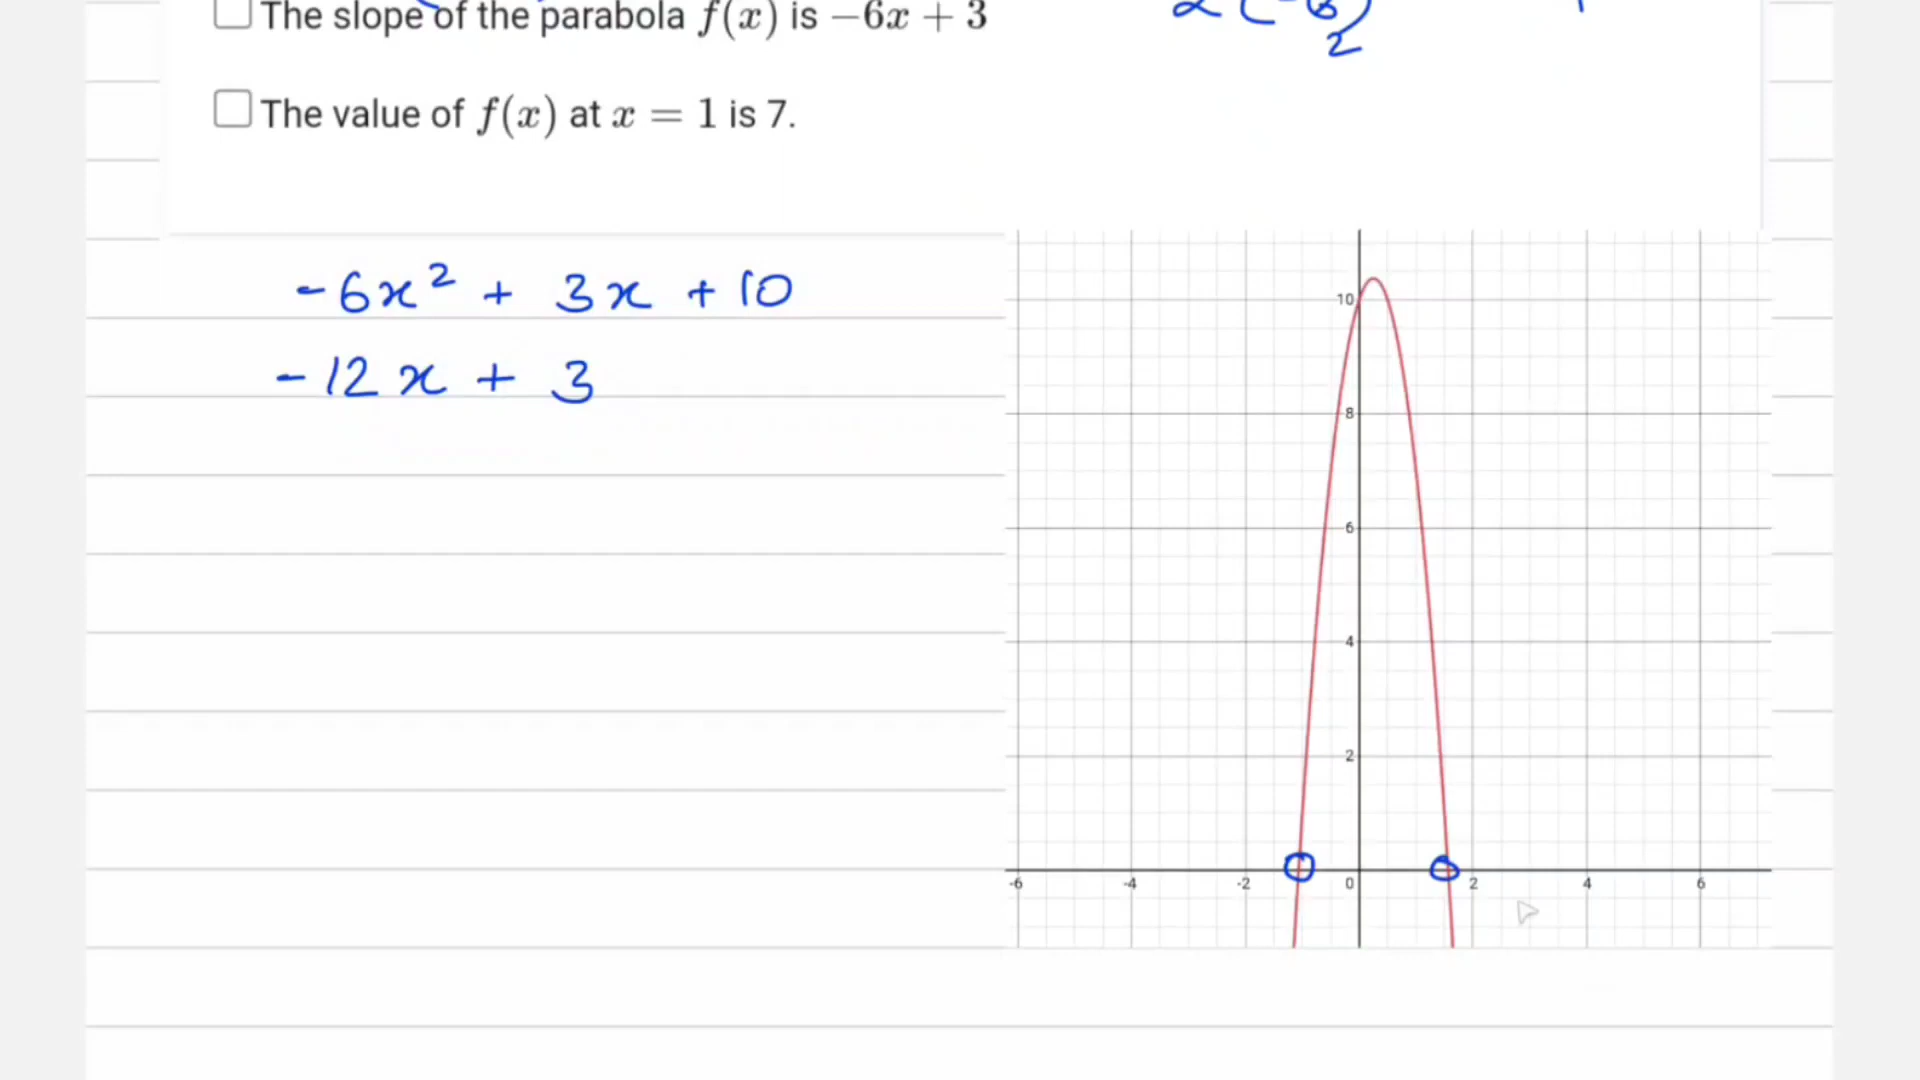 The slope of the parabola f(x) is −6x + 3
2
The value of f(x) at x = 1 is 7.
-6x² + 3x + 10
-12x + 3
10
8
6
4
2
-6 -4 -2 0 2 4 6